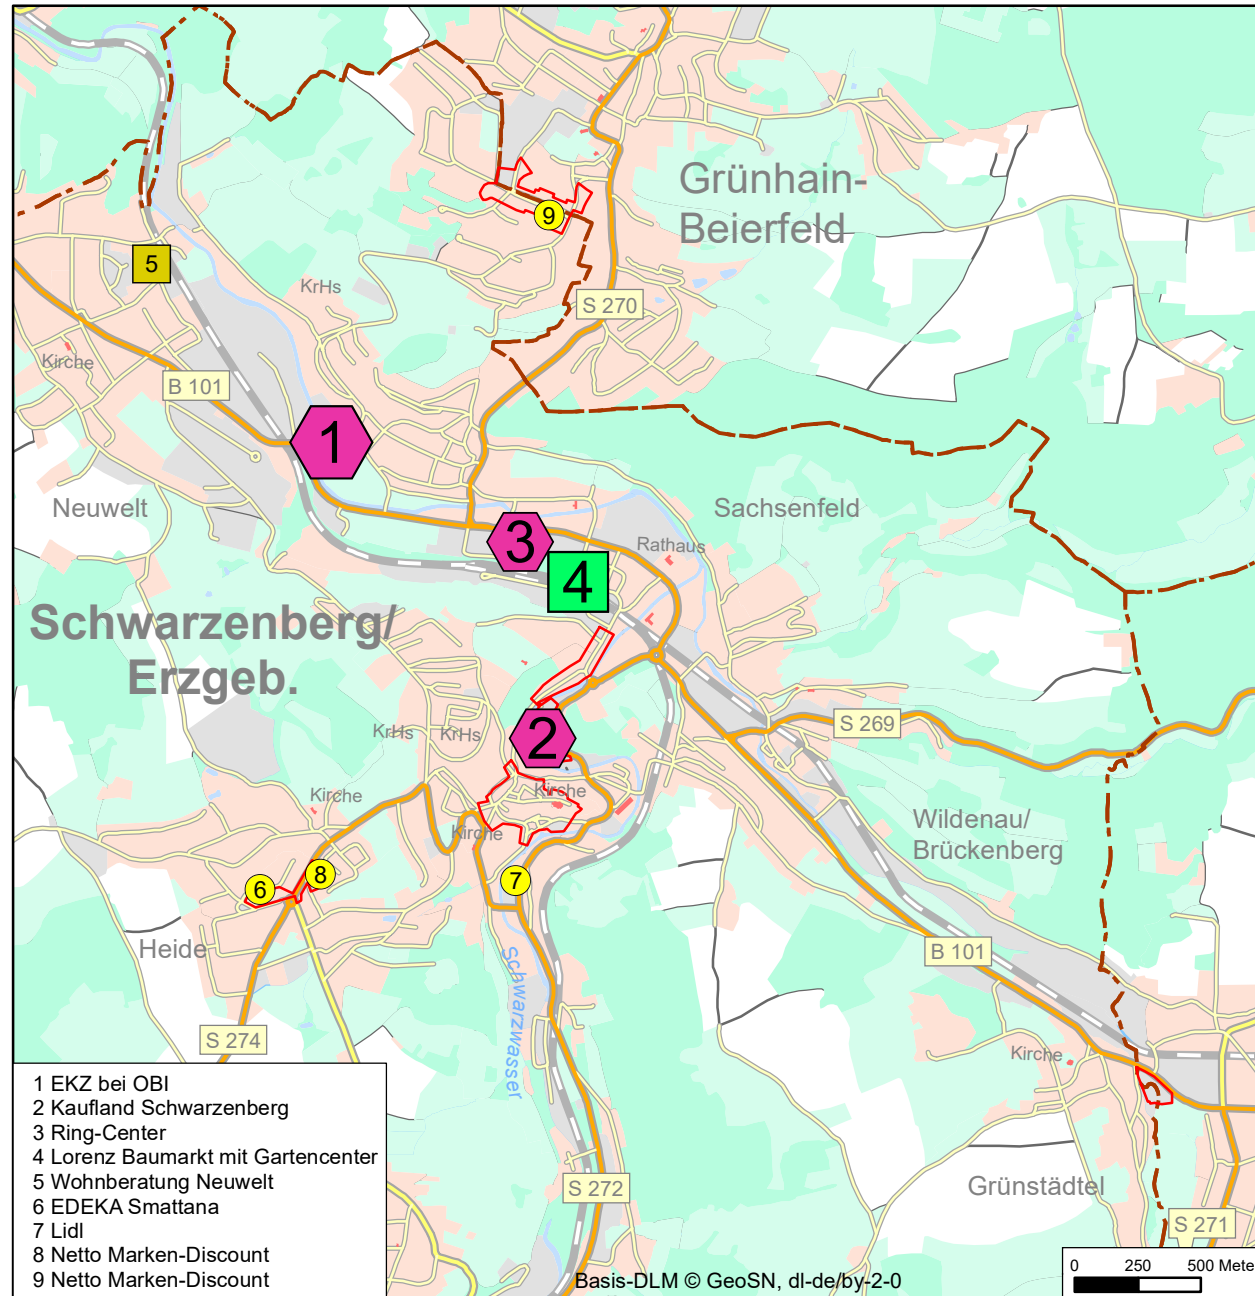 Grünhain-
Beierfeld
9
5
KrHs
S 270
Kirche
B 101
1
Neuwelt
Sachsenfeld
3
Rathaus
4
Schwarzenberg/
Erzgeb.
2
KrHs
KrHs
S 269
Kirche
Kirche
Kirche
Wildenau/
Brückenberg
6
8
7
Heide
B 101
Schwarzwasser
S 274
Kirche
Grünstädtel
S 272
S 271
1 EKZ bei OBI
2 Kaufland Schwarzenberg
3 Ring-Center
4 Lorenz Baumarkt mit Gartencenter
5 Wohnberatung Neuwelt
6 EDEKA Smattana
7 Lidl
8 Netto Marken-Discount
9 Netto Marken-Discount
0 250 500 Mete
Basis-DLM © GeoSN, dl-de/by-2-0